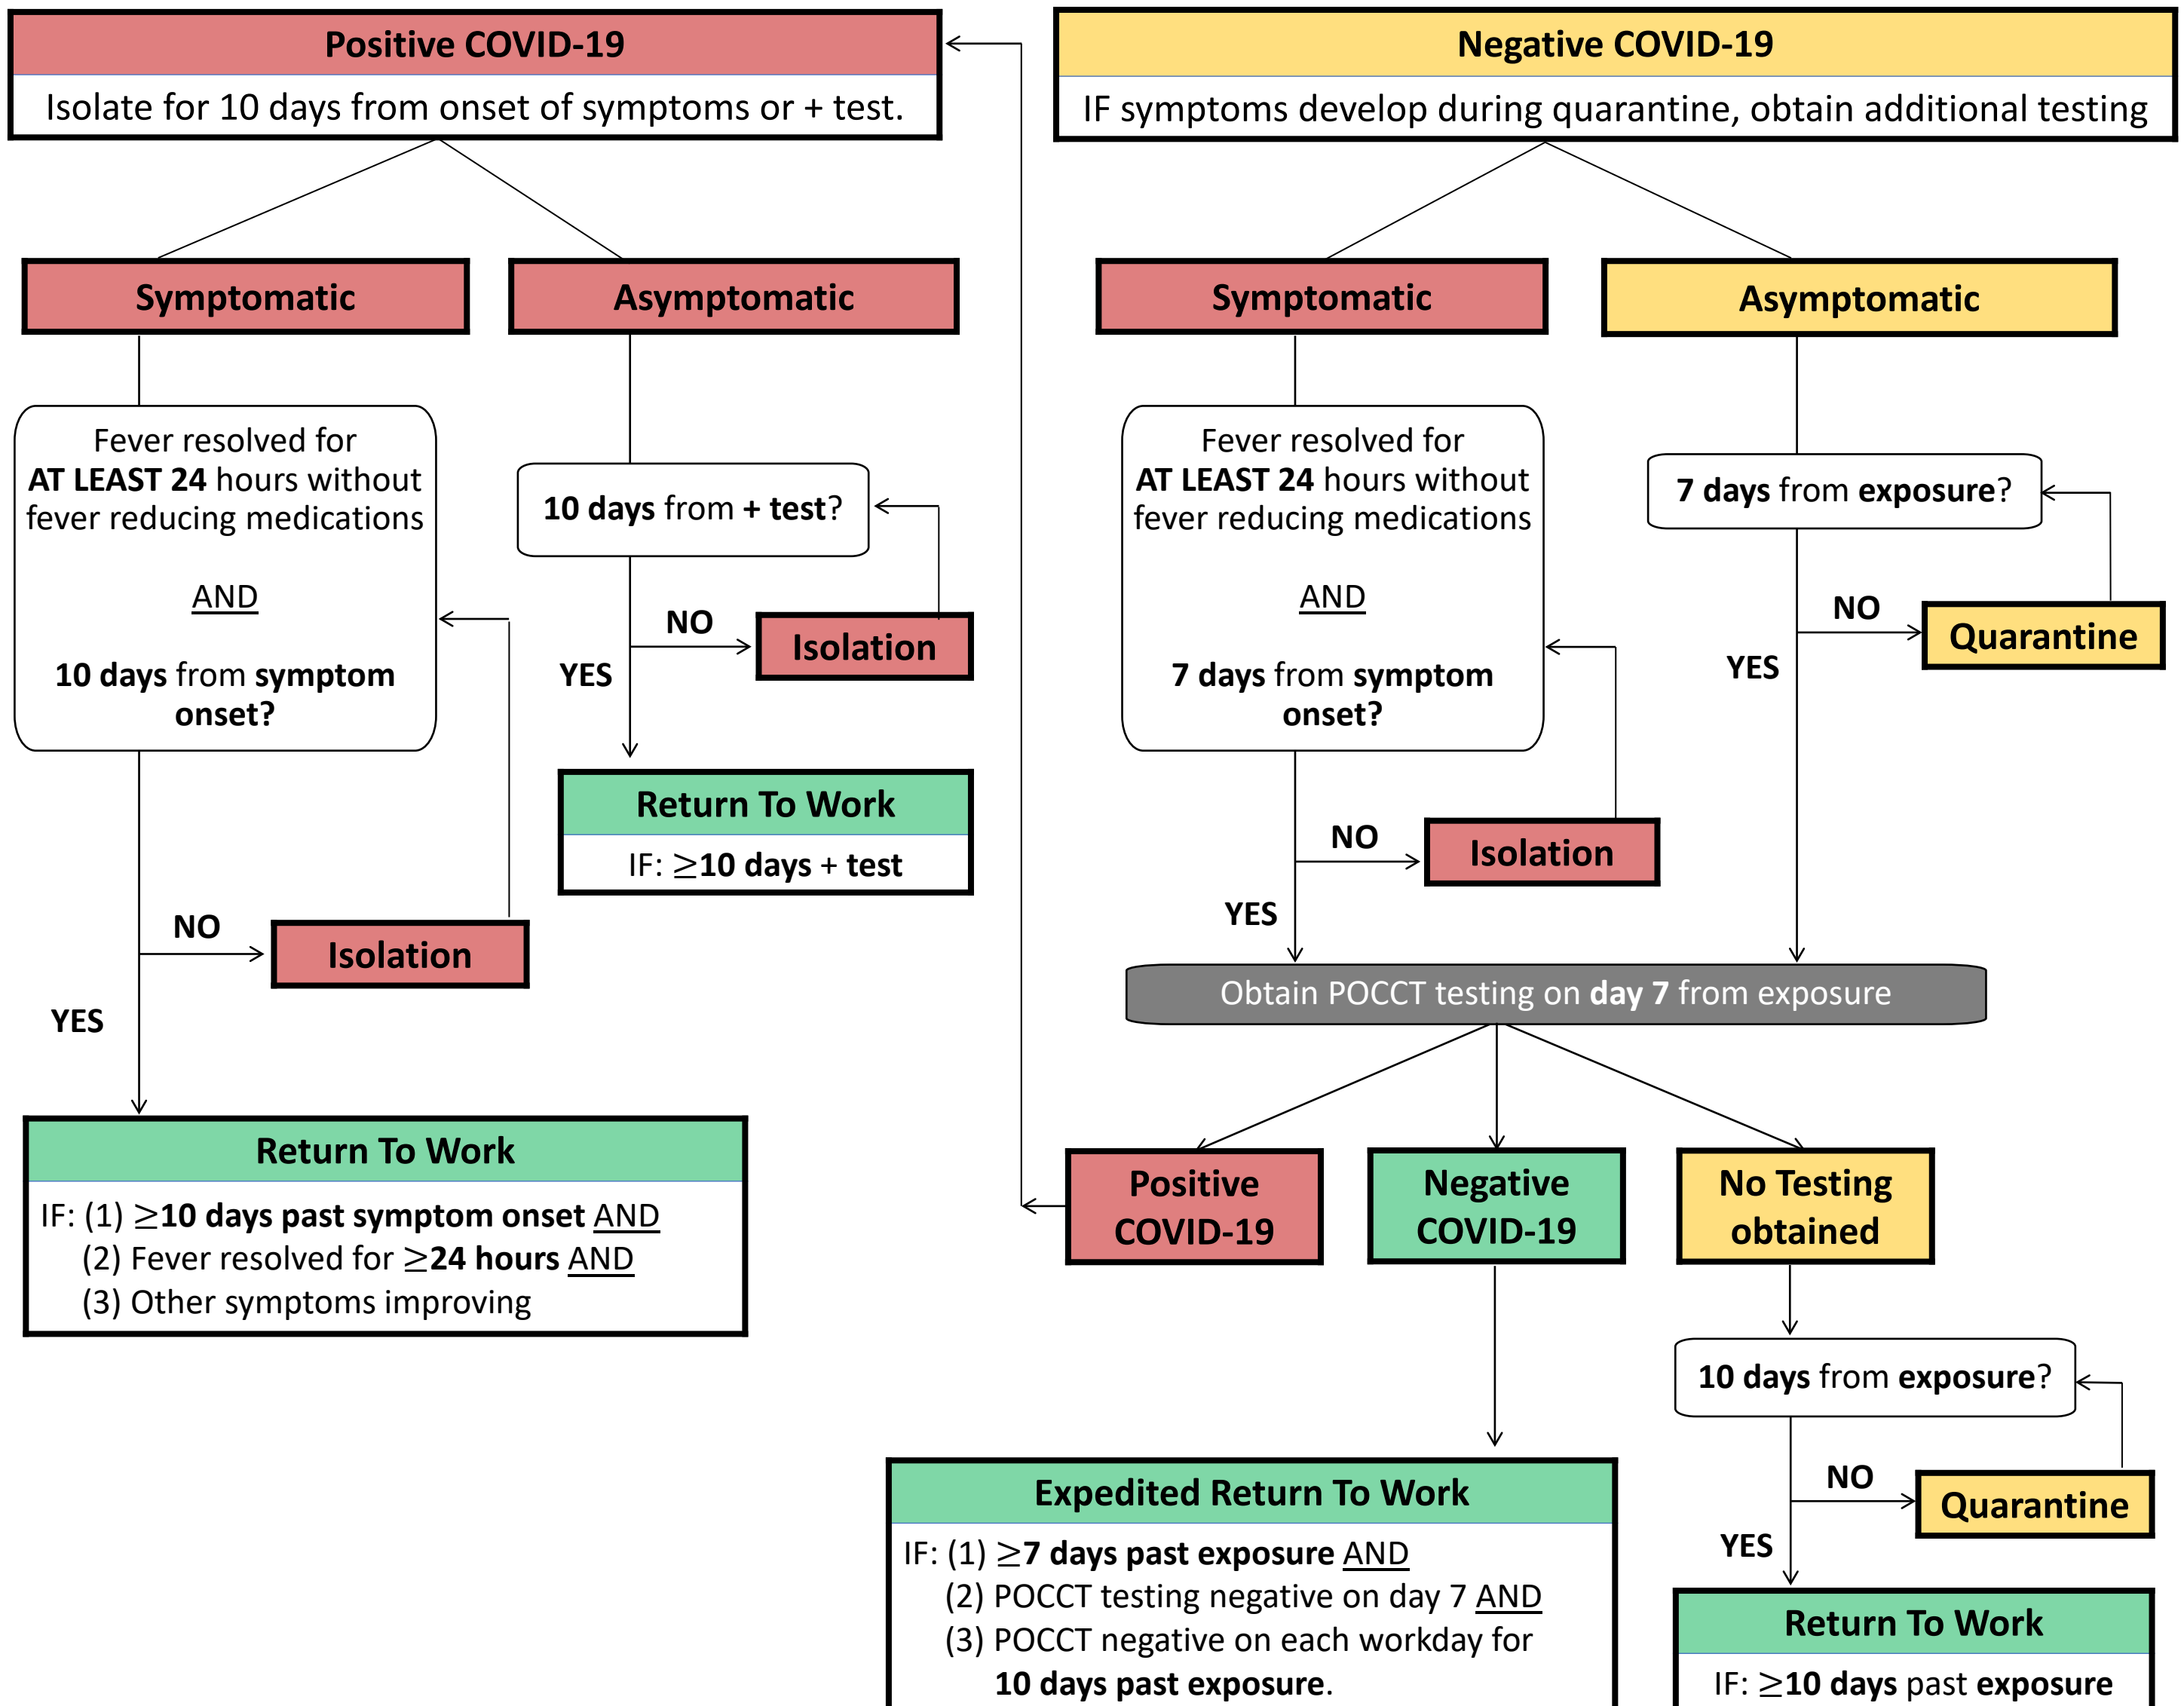 Positive COVID-19
Isolate for 10 days from onset of symptoms or + test.
Symptomatic
Fever resolved for
AT LEAST 24 hours without
fever reducing medications
AND
10 days from symptom
onset?
NO
Isolation
YES
Return To Work
IF: (1) ≥10 days past symptom onset AND
(2) Fever resolved for ≥24 hours AND
(3) Other symptoms improving
Asymptomatic
10 days from + test?
NO
Isolation
YES
Return To Work
IF: ≥10 days + test
Negative COVID-19
IF symptoms develop during quarantine, obtain additional testing
Symptomatic
Fever resolved for
AT LEAST 24 hours without
fever reducing medications
AND
7 days from symptom
onset?
NO
Isolation
YES
Asymptomatic
7 days from exposure?
NO
Quarantine
YES
Obtain POCCT testing on day 7 from exposure
Positive
COVID-19
Negative
COVID-19
Expedited Return To Work
IF: (1) ≥7 days past exposure AND
(2) POCCT testing negative on day 7 AND
(3) POCCT negative on each workday for
10 days past exposure.
No Testing
obtained
10 days from exposure?
NO
Quarantine
YES
Return To Work
IF: ≥10 days past exposure